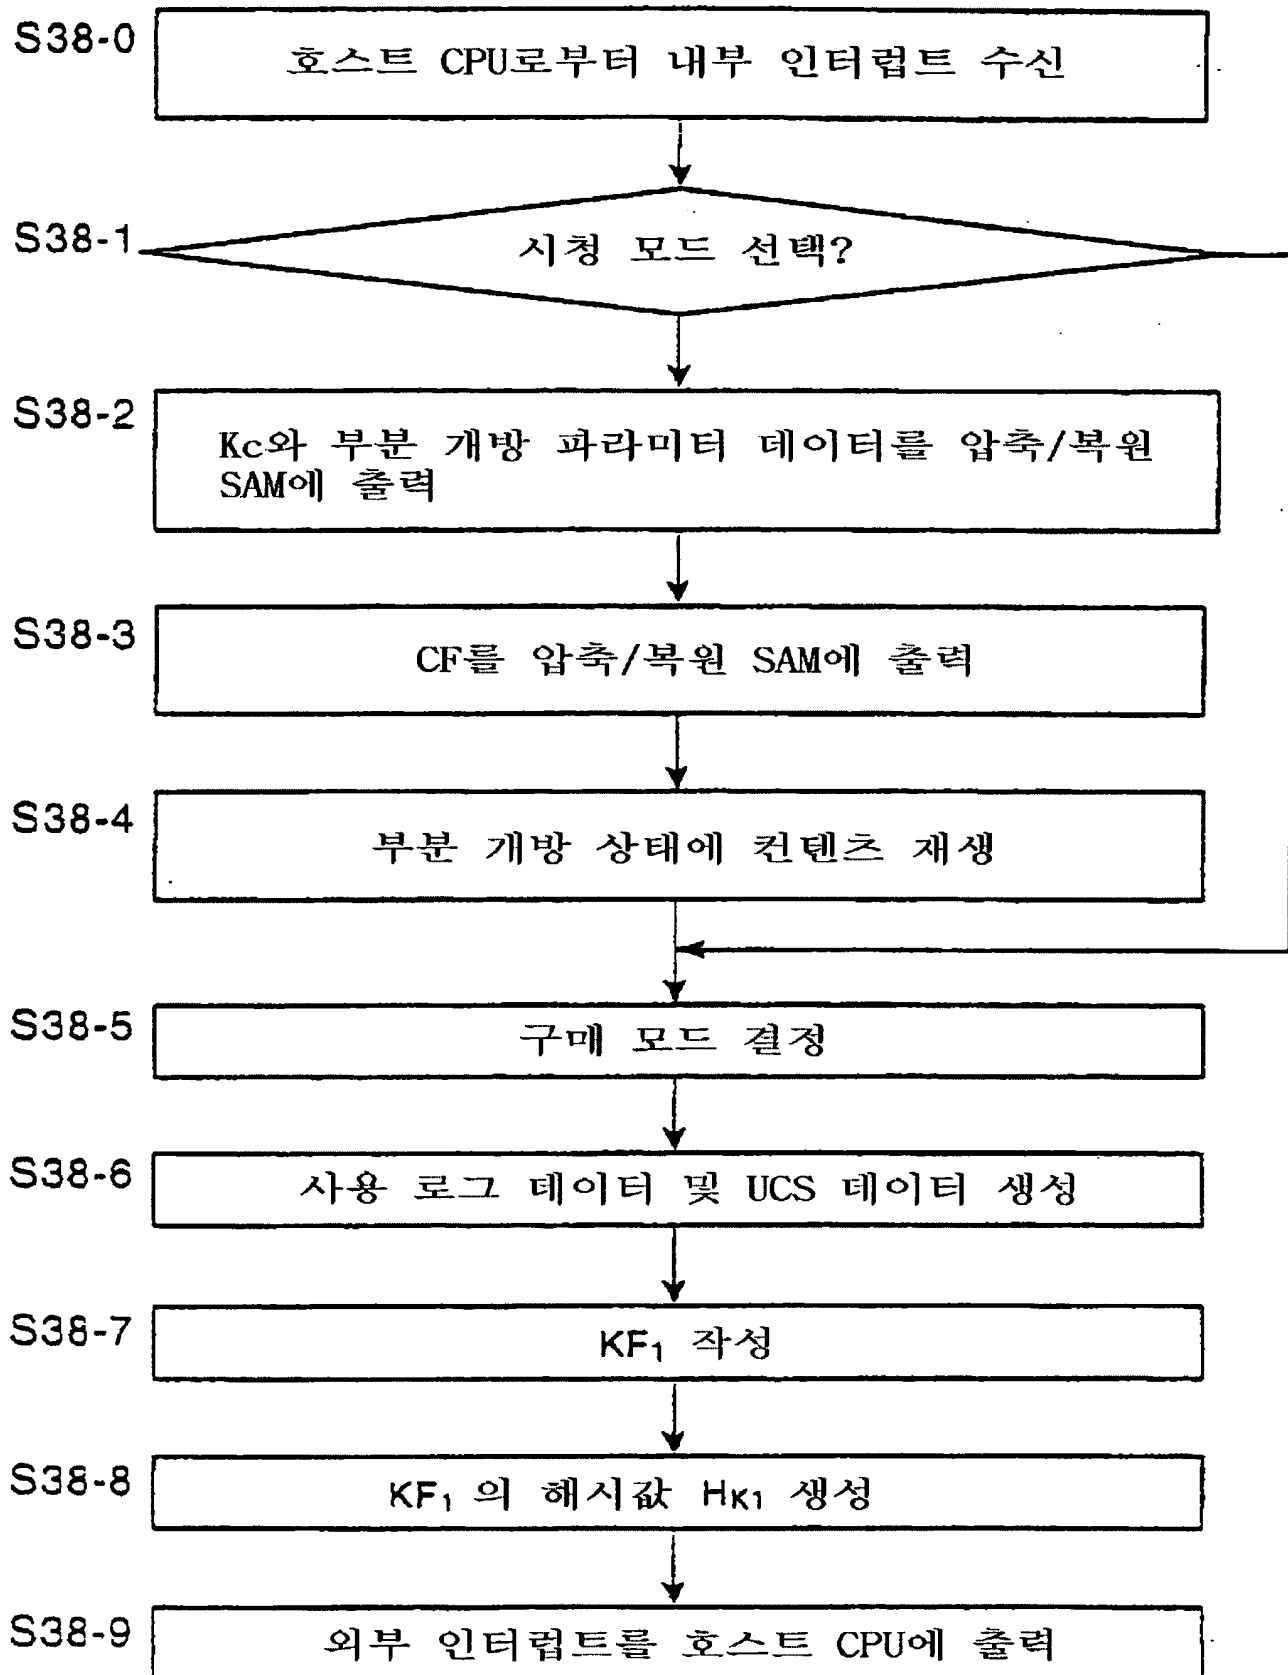 S38-0
호스트 CPU로부터 내부 인터럽트 수신
S38-1
시청 모드 선택?
S38-2
Kc와 부분 개방 파라미터 데이터를 압축/복원
SAM에 출력
S38-3
CF를 압축/복원 SAM에 출력
S38-4
부분 개방 상태에 컨텐츠 재생
S38-5
구매 모드 결정
S38-6
사용 로그 데이터 및 UCS 데이터 생성
S38-7
KF₁ 작성
S38-8
KF₁ 의 해시값 HK1 생성
S38-9
외부 인터럽트를 호스트 CPU에 출력